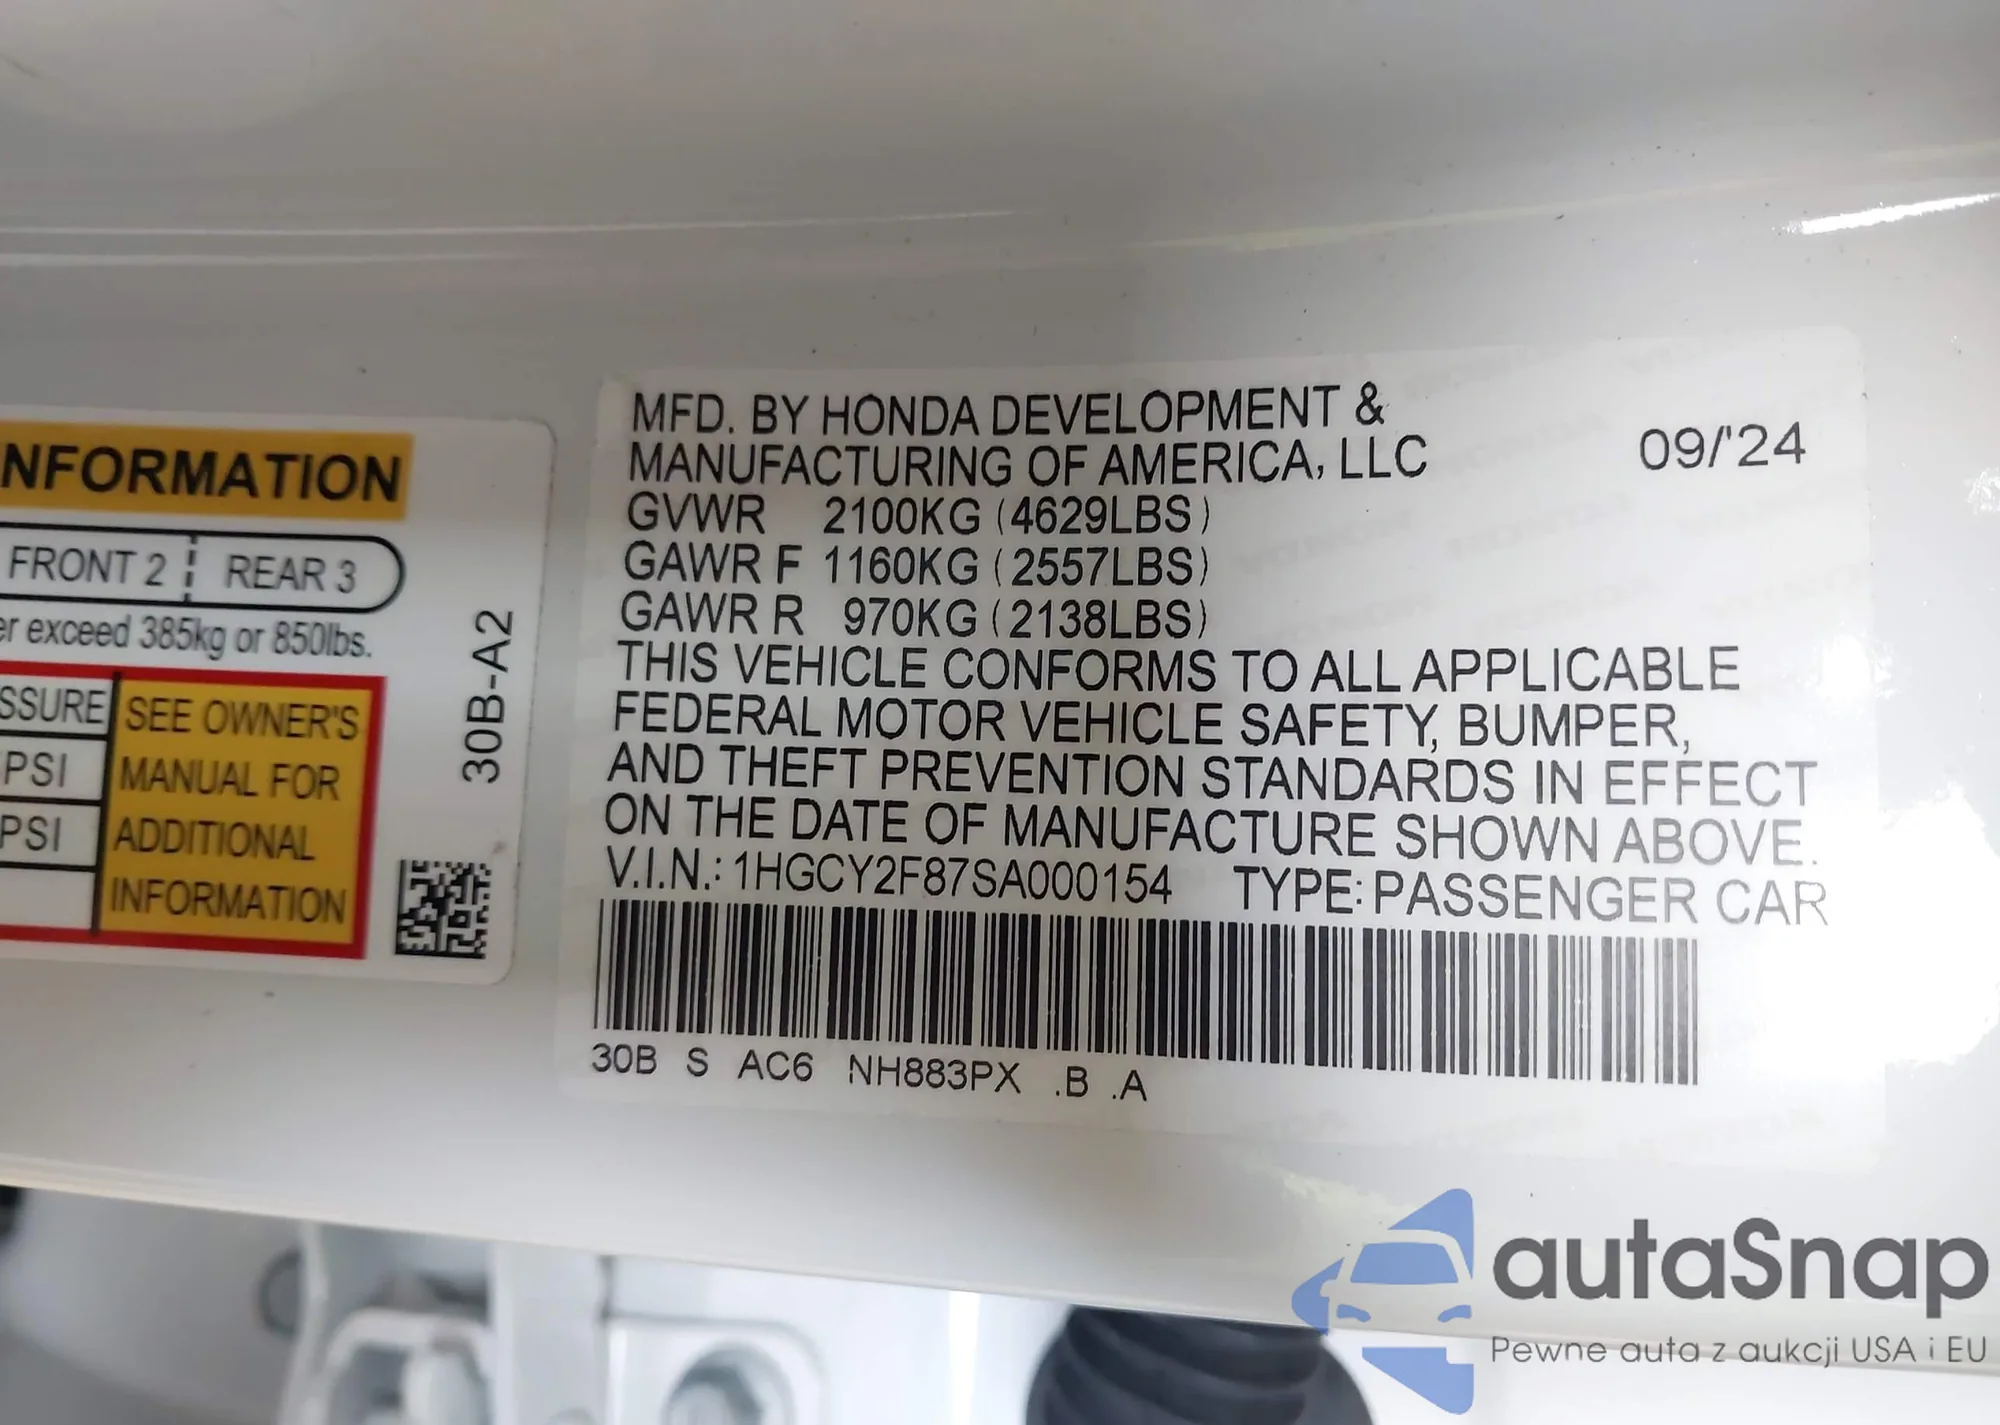 NFORMATION
FRONT 2 REAR 3
er exceed 385kg or 850lbs.
SSURE
PSI
PSI
SEE OWNER'S
MANUAL FOR
ADDITIONAL
INFORMATION
30B-A2
MFD. BY HONDA DEVELOPMENT &
MANUFACTURING OF AMERICA, LLC
09/'24
GVWR 2100KG (4629LBS)
GAWR F 1160KG (2557LBS)
GAWR R 970KG (2138LBS)
THIS VEHICLE CONFORMS TO ALL APPLICABLE
FEDERAL MOTOR VEHICLE SAFETY, BUMPER,
AND THEFT PREVENTION STANDARDS IN EFFECT
ON THE DATE OF MANUFACTURE SHOWN ABOVE.
V.I.N.: 1HGCY2F87SA000154 TYPE: PASSENGER CAR
30B S AC6 NH883PX .B .A
autaSnap
Pewne auta z aukcji USA i EU